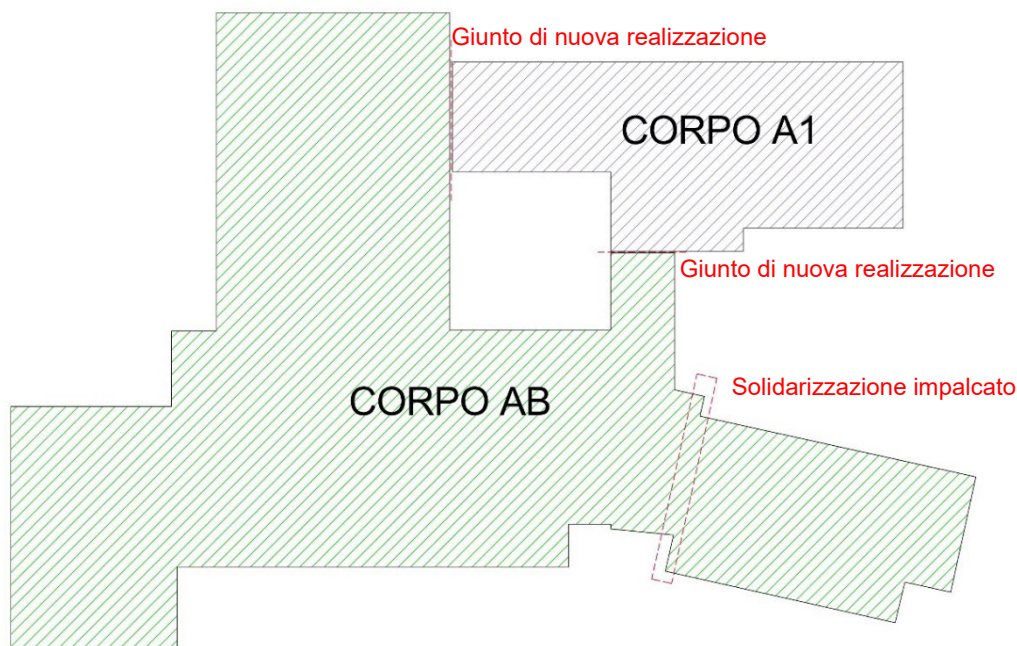 Giunto di nuova realizzazione
CORPO A1
Giunto di nuova realizzazione
Solidarizzazione impalcato
CORPO AB